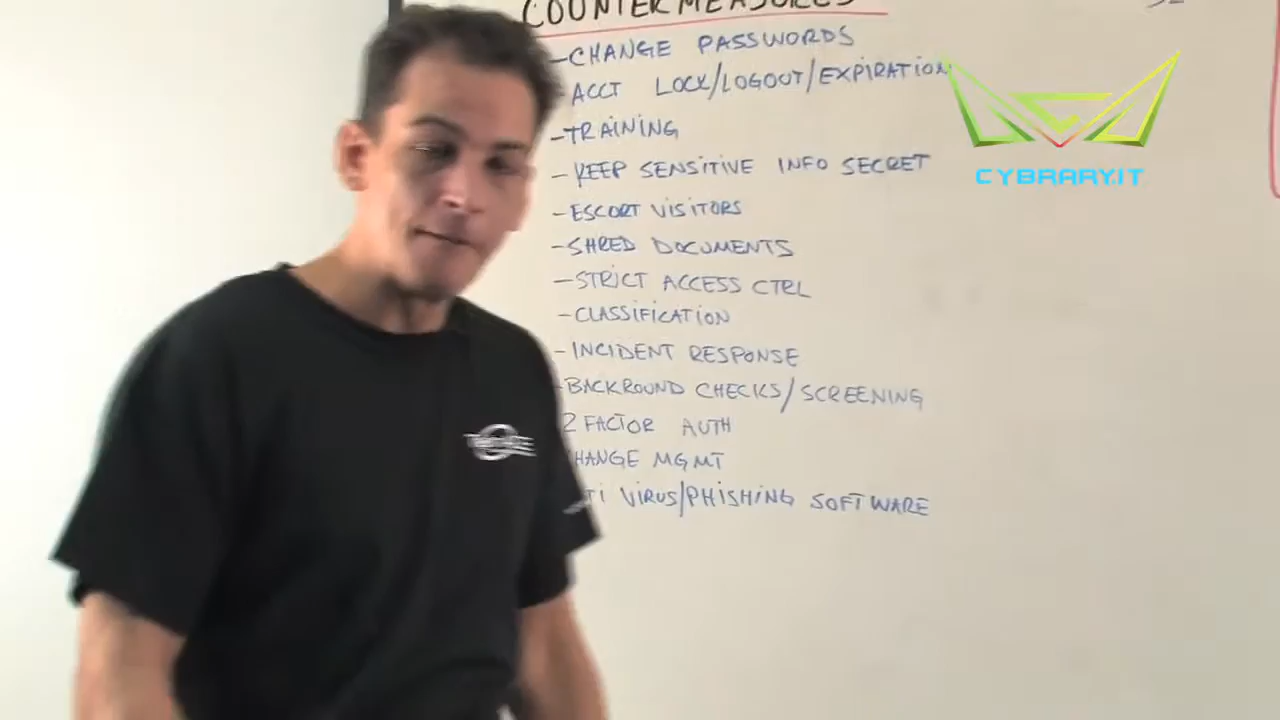 COUNTERMEASURES
-CHANGE PASSWORDS
-ACCT LOCK/LOGOUT/EXPIRATION
-TRAINING
-KEEP SENSITIVE INFO SECRET
-ESCORT VISITORS
-SHRED DOCUMENTS
-STRICT ACCESS CTRL
-CLASSIFICATION
-INCIDENT RESPONSE
-BACKROUND CHECKS/SCREENING
2 FACTOR AUTH
HANGE MGMT
TI VIRUS/PHISHING SOFTWARE
CYBRARY.IT